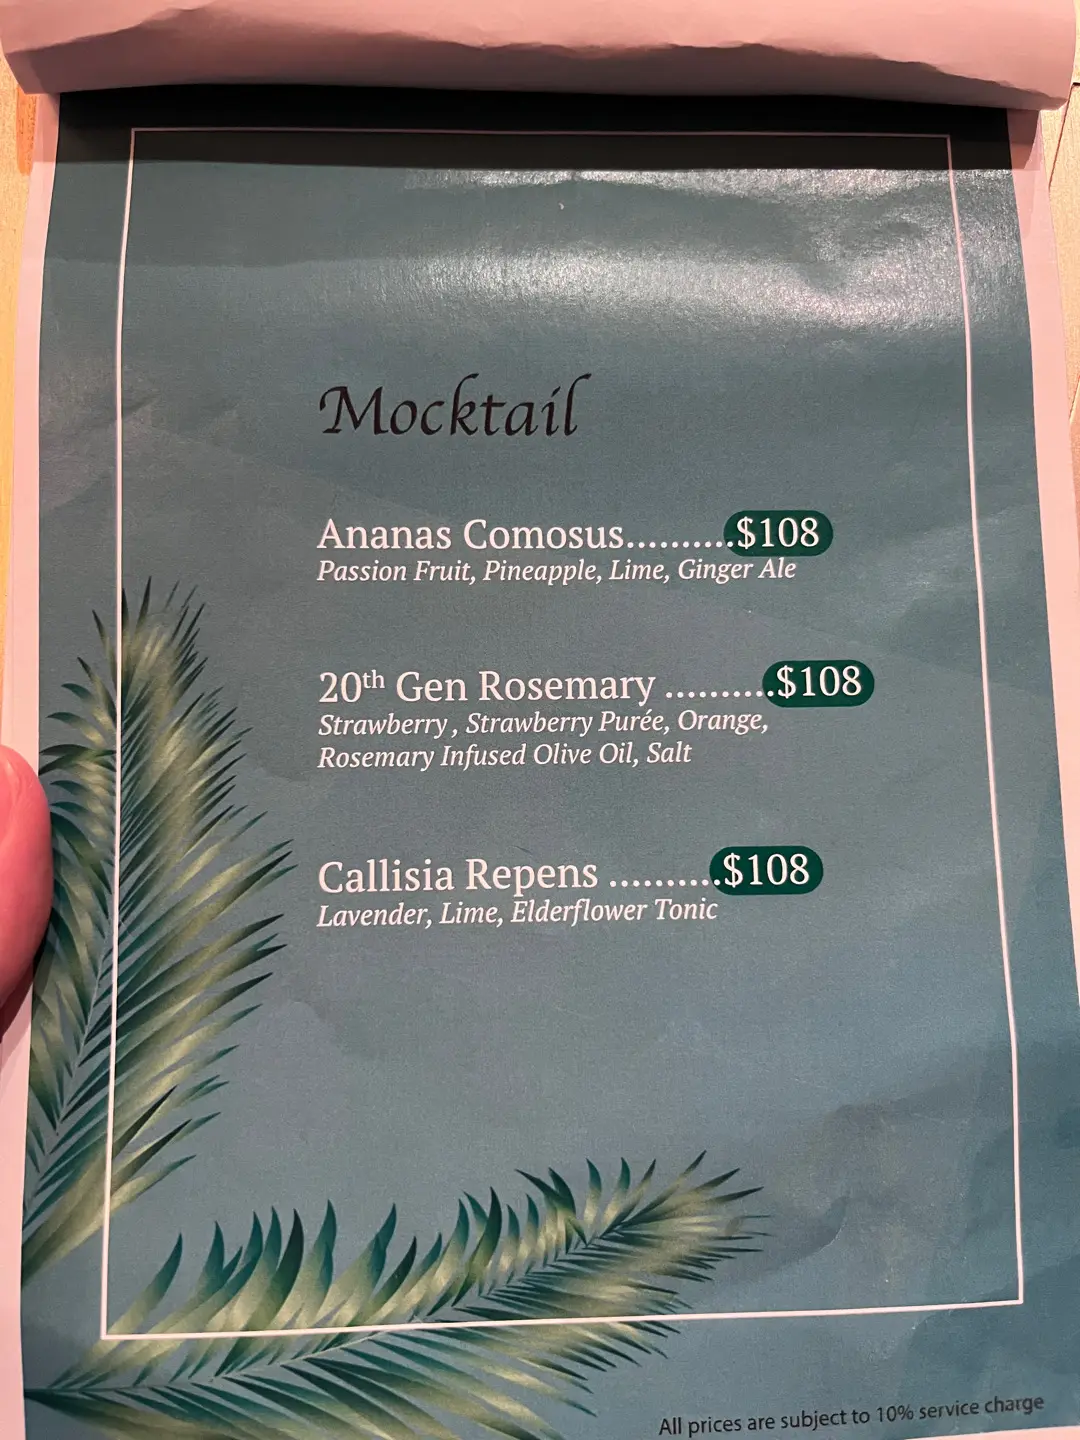 Mocktail
Ananas Comosus..........$108
Passion Fruit, Pineapple, Lime, Ginger Ale
20th Gen Rosemary ..........$108
Strawberry , Strawberry Purée, Orange,
Rosemary Infused Olive Oil, Salt
Callisia Repens ..........$108
Lavender, Lime, Elderflower Tonic
All prices are subject to 10% service charge